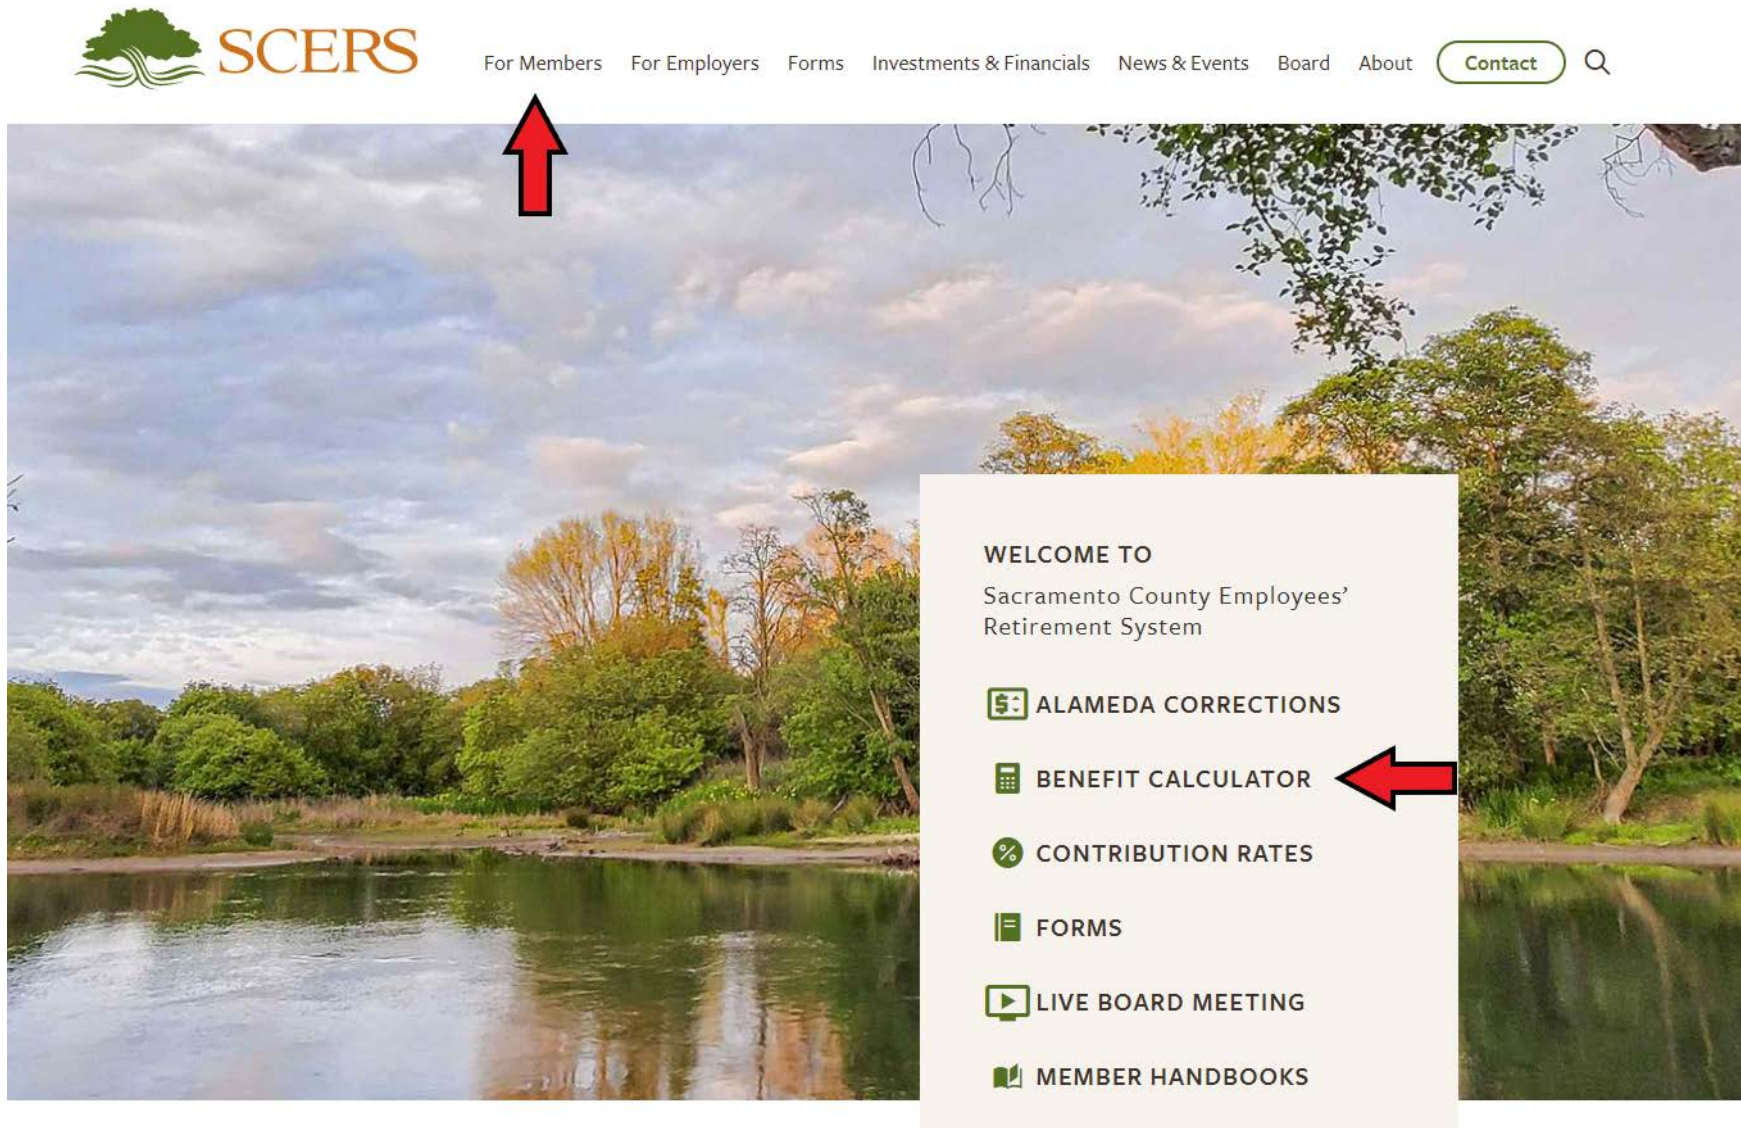 SCERS
For Members For Employers Forms Investments & Financials News & Events Board About Contact
WELCOME TO
Sacramento County Employees’
Retirement System
ALAMEDA CORRECTIONS
BENEFIT CALCULATOR
CONTRIBUTION RATES
FORMS
LIVE BOARD MEETING
MEMBER HANDBOOKS